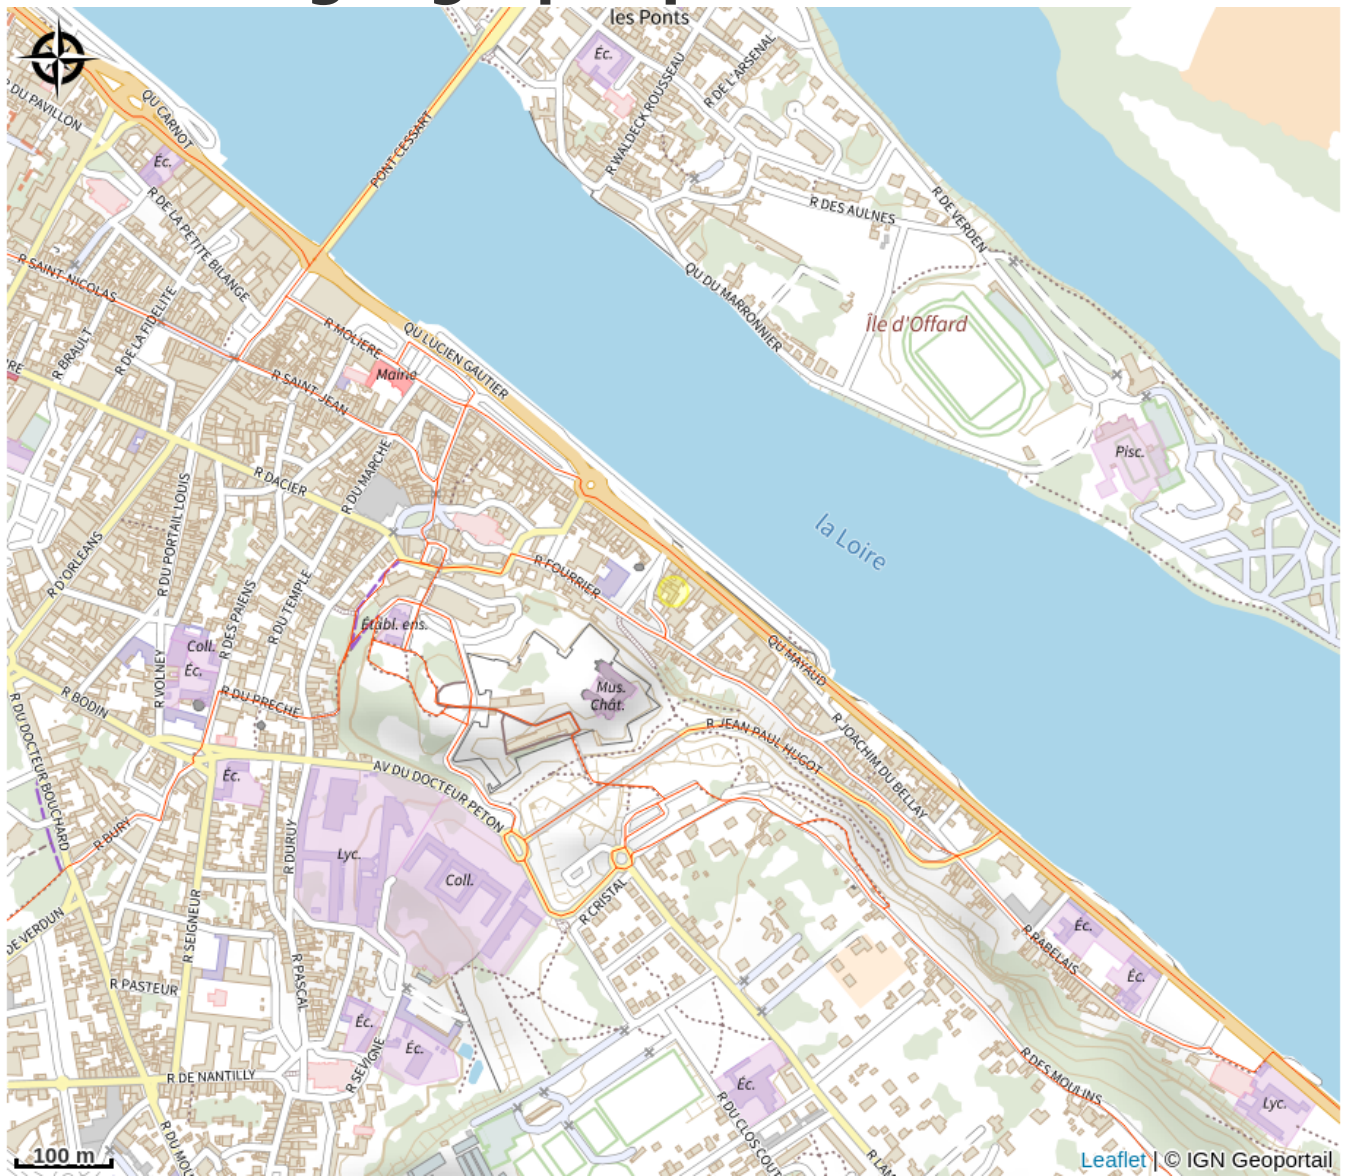 les Ponts
Éc.
R DE L'ARSENAL
R WALDECK ROUSSEAU
DU PAVILLON
QU CARNOT
PONT CESSART
Éc.
R DE LA PETITE BILANGE
R DES AULNES
R DE VERDEN
R SAINT-NICOLAS
QU DU MARRONNIER
R DE LA FIDELITE
R BRAULT
R MOLIERE
QU LUCIEN GAUTIER
Île d'Offard
Mairie
R SAINT-JEAN
R DU MARCHE
Pisc.
R DACIER
R DU PORTAIL LOUIS
la Loire
R D'ORLEANS
R FOURRIER
R DES PAIENS
R DU TEMPLE
Établ. ens.
Coll.
Éc.
R VOLNEY
QU MAYAUD
Mus.
Chât.
R BODIN
R DU PRECHE
R DU DOCTEUR BOUCHARD
R JEAN PAUL HUGOT
R JOACHIM DU BELLAY
AV DU DOCTEUR PETON
Éc.
R BURY
R DURUY
Lyc.
Coll.
R CRISTAL
DE VERDUN
R SEIGNEUR
Éc.
R RABELAIS
Éc.
R PASTEUR
R PASCAL
Éc.
Éc.
R SEVIGNE
R DE NANTILLY
R DES MOULINS
Éc.
Lyc.
R DU CLOS COUT
R DU MOU
R LAM
100 m
Leaflet | © IGN Geoportail